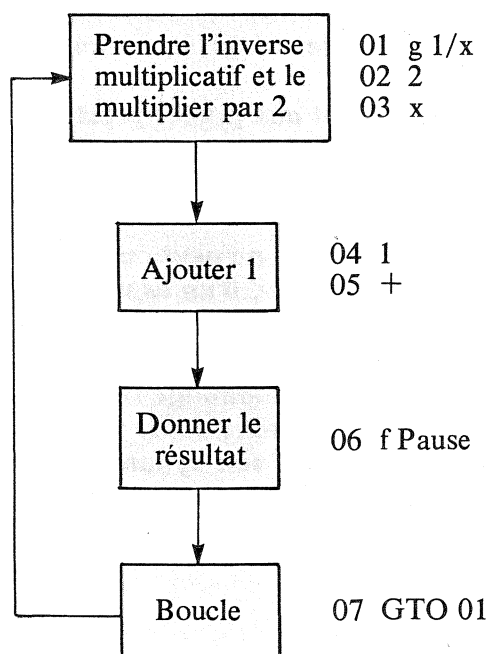 Prendre l'inverse
multiplicatif et le
multiplier par 2
01 g 1/x
02 2
03 x
Ajouter 1
04 1
05 +
Donner le
résultat
06 f Pause
Boucle
07 GTO 01